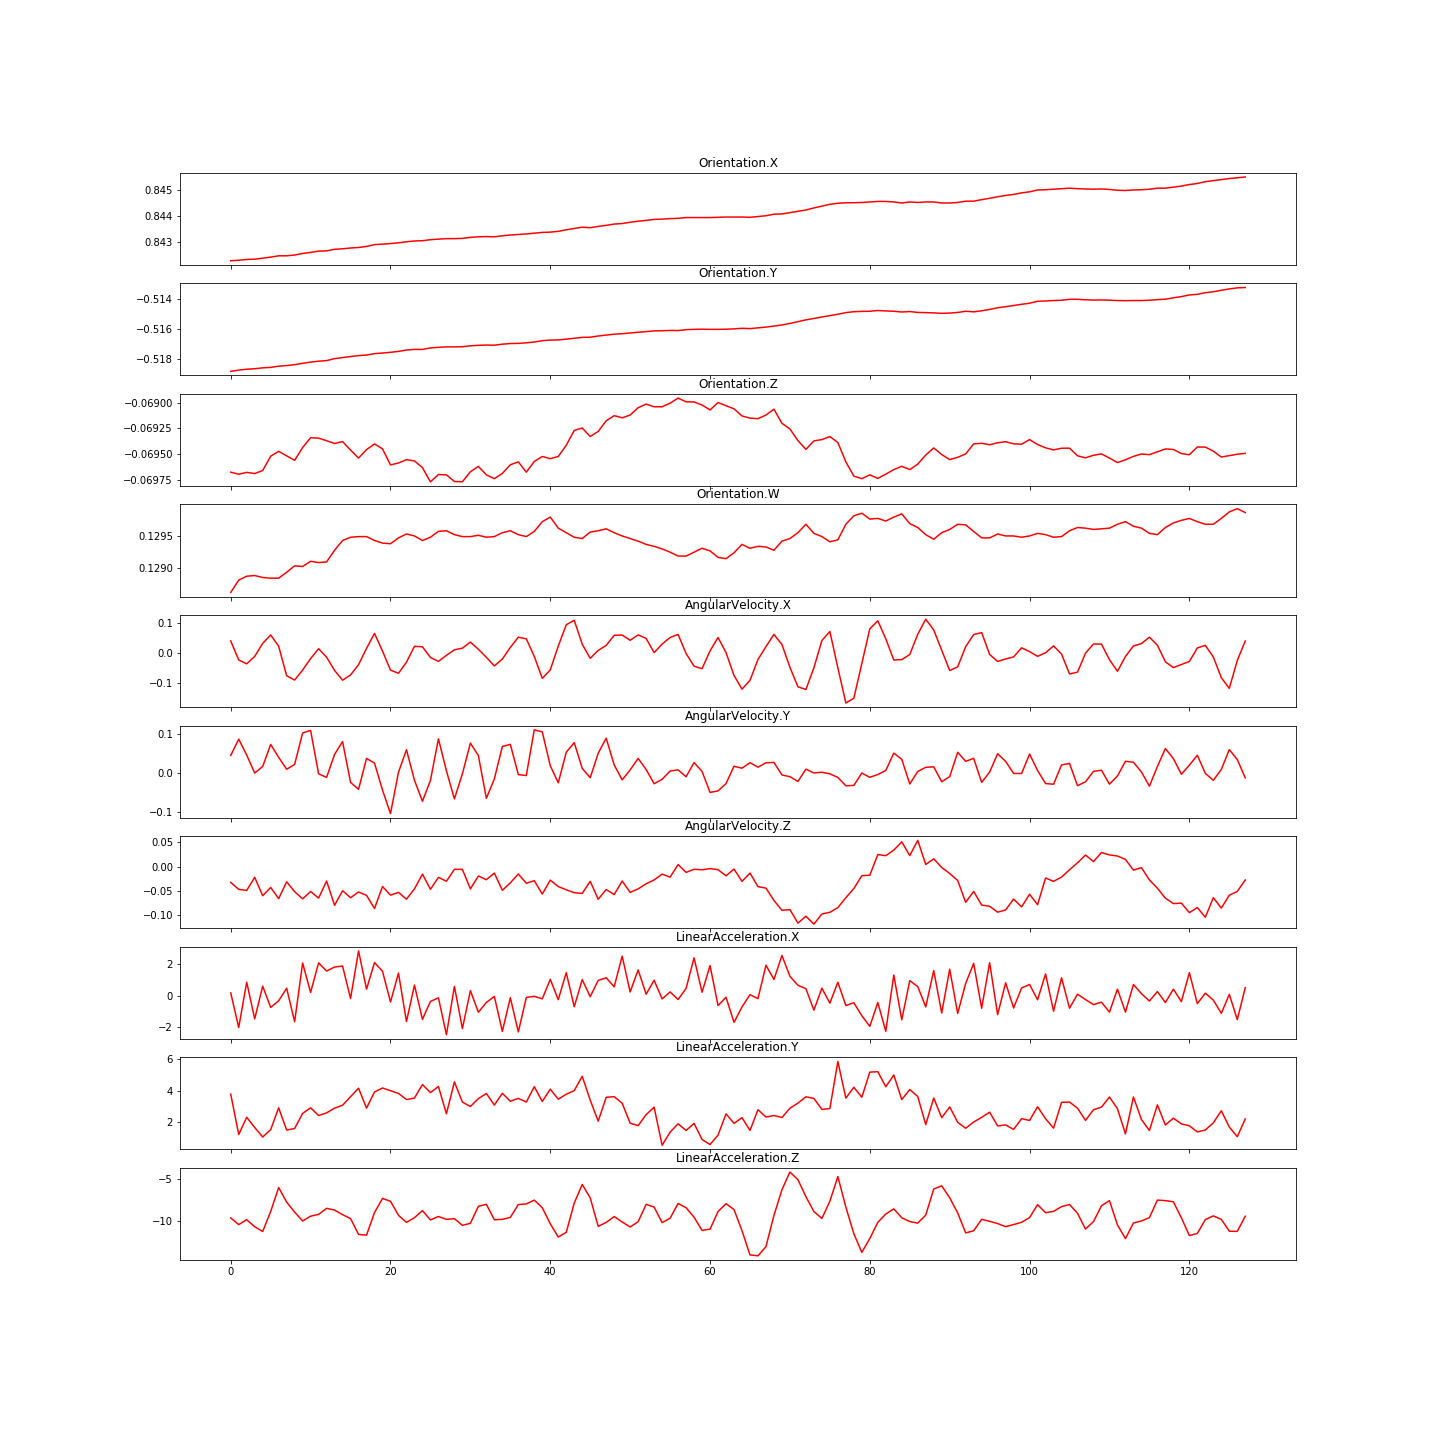 Orientation.X
0.845
0.844
0.843
Orientation.Y
−0.514
−0.516
−0.518
Orientation.Z
−0.06900
−0.06925
−0.06950
−0.06975
Orientation.W
0.1295
0.1290
AngularVelocity.X
0.1
0.0
−0.1
AngularVelocity.Y
0.1
0.0
−0.1
AngularVelocity.Z
0.05
0.00
−0.05
−0.10
LinearAcceleration.X
2
0
−2
LinearAcceleration.Y
6
4
2
LinearAcceleration.Z
−5
−10
0 20 40 60 80 100 120